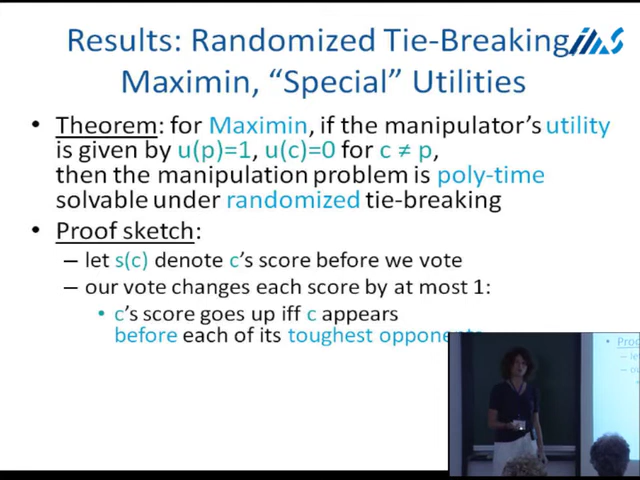 Results: Randomized Tie-Breaking,
Maximin, “Special” Utilities
IMS
• Theorem: for Maximin, if the manipulator’s utility
is given by u(p)=1, u(c)=0 for c ≠ p,
then the manipulation problem is poly-time
solvable under randomized tie-breaking
• Proof sketch:
– let s(c) denote c’s score before we vote
– our vote changes each score by at most 1:
• c’s score goes up iff c appears
before each of its toughest opponents